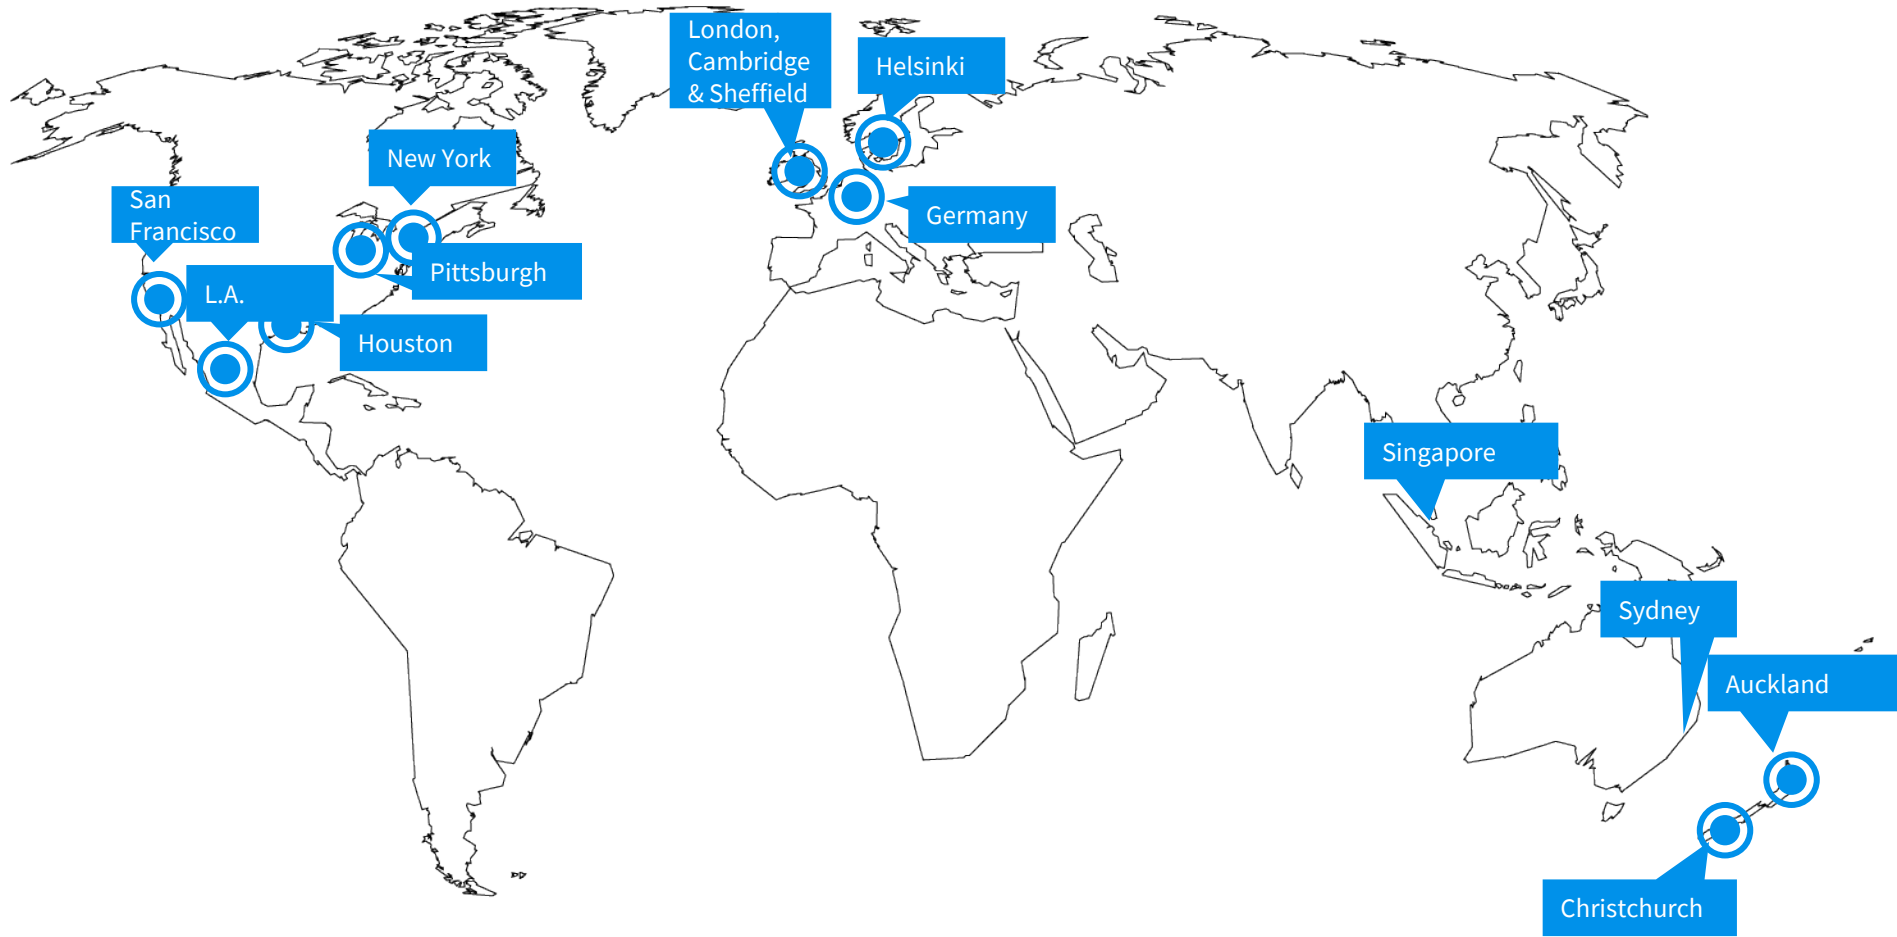 London,
Cambridge
& Sheffield
Helsinki
New York
San
Francisco
Germany
Pittsburgh
L.A.
Houston
Singapore
Sydney
Auckland
Christchurch